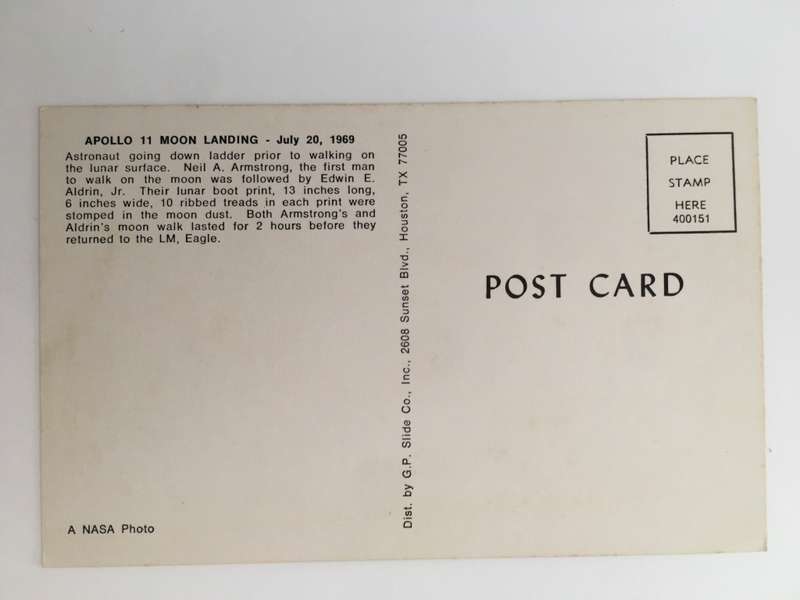 APOLLO 11 MOON LANDING - July 20, 1969
Astronaut going down ladder prior to walking on
the lunar surface. Neil A. Armstrong, the first man
to walk on the moon was followed by Edwin E.
Aldrin, Jr. Their lunar boot print, 13 inches long,
6 inches wide, 10 ribbed treads in each print were
stomped in the moon dust. Both Armstrong's and
Aldrin's moon walk lasted for 2 hours before they
returned to the LM, Eagle.
A NASA Photo
Dist. by G.P. Slide Co., Inc., 2608 Sunset Blvd., Houston, TX 77005
PLACE
STAMP
HERE
400151
POST CARD